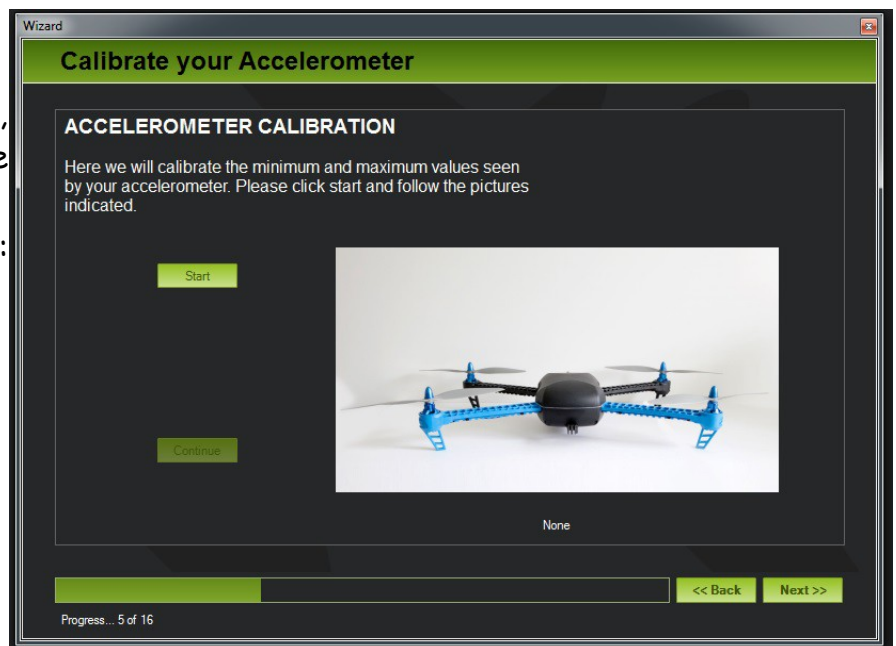 Wizard
Calibrate your Accelerometer
,
e
:
ACCELEROMETER CALIBRATION
Here we will calibrate the minimum and maximum values seen
by your accelerometer. Please click start and follow the pictures
indicated.
Start
Continue
None
<< Back
Next >>
Progress... 5 of 16